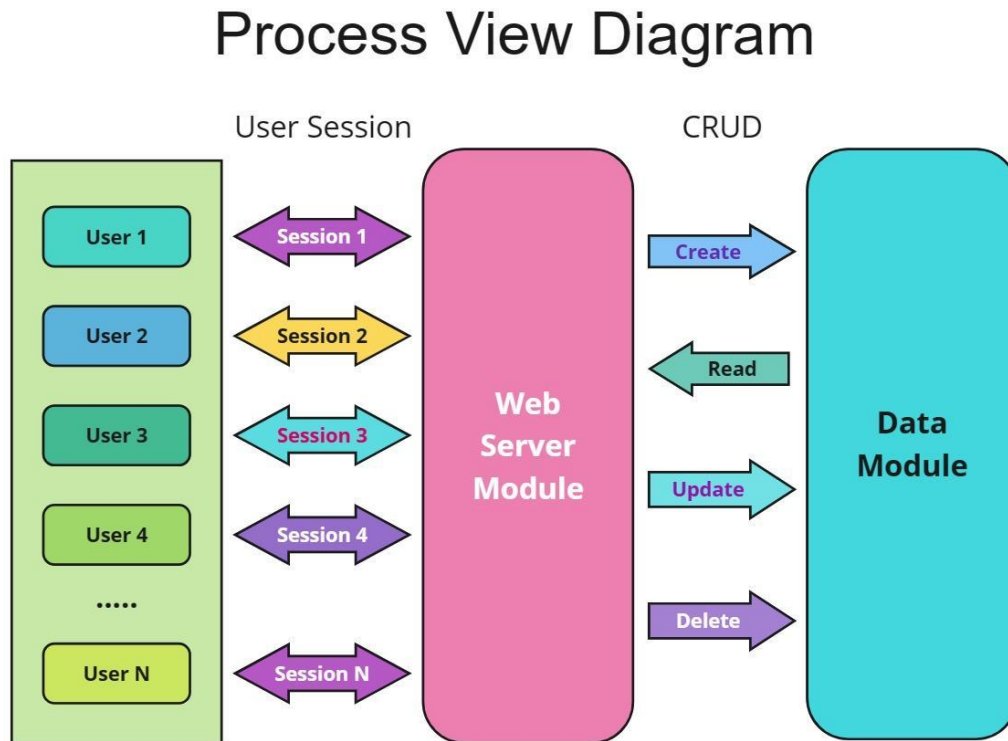 Process View Diagram
User Session
CRUD
User 1
Session 1
User 2
Session 2
User 3
Session 3
User 4
Session 4
.....
User N
Session N
Web
Server
Module
Create
Read
Update
Delete
Data
Module